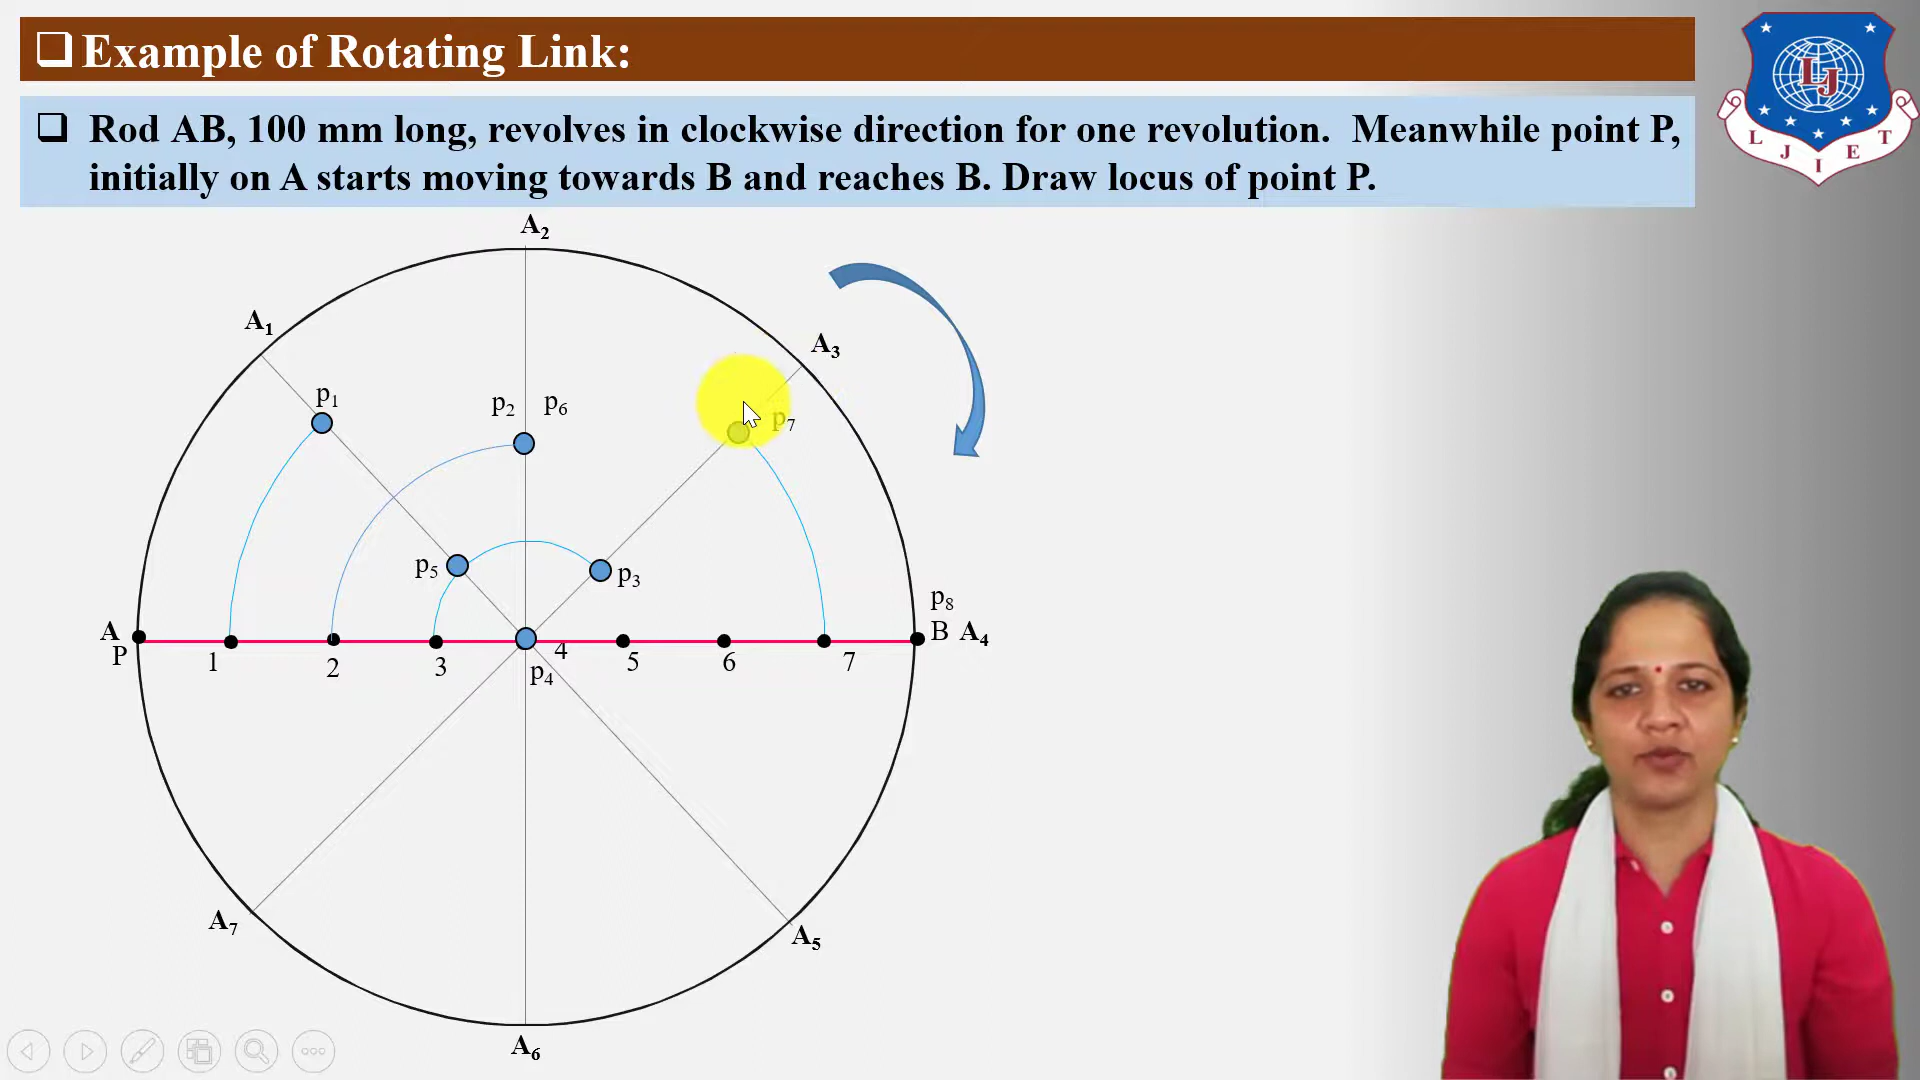 ❑ Example of Rotating Link:
❑ Rod AB, 100 mm long, revolves in clockwise direction for one revolution. Meanwhile point P,
initially on A starts moving towards B and reaches B. Draw locus of point P.
LJ
L J I E T
A₂
A₁
A₃
p₁
p₂ p₆
p₇
p₅
p₃
p₈
A
B A₄
P
1 2 3 4 5 6 7
p₄
A₇
A₅
A₆